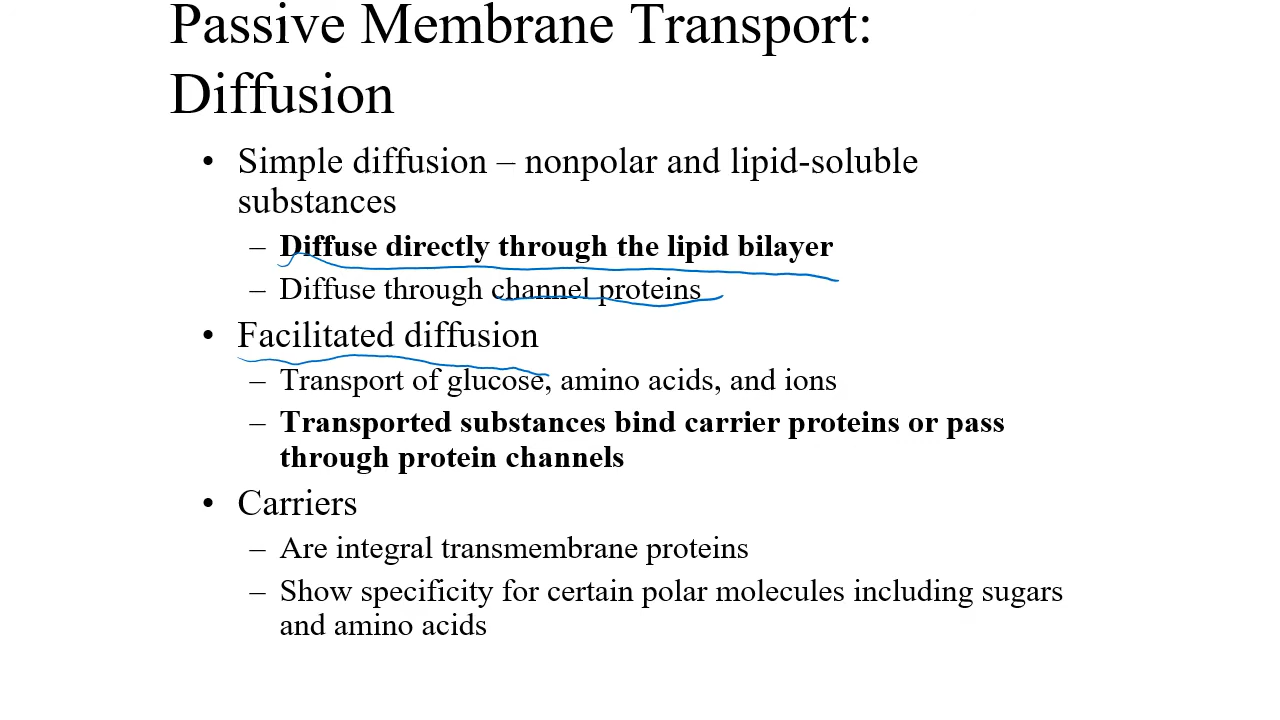 Passive Membrane Transport:
Diffusion
• Simple diffusion – nonpolar and lipid-soluble
substances
– Diffuse directly through the lipid bilayer
– Diffuse through channel proteins
• Facilitated diffusion
– Transport of glucose, amino acids, and ions
– Transported substances bind carrier proteins or pass
through protein channels
• Carriers
– Are integral transmembrane proteins
– Show specificity for certain polar molecules including sugars
and amino acids